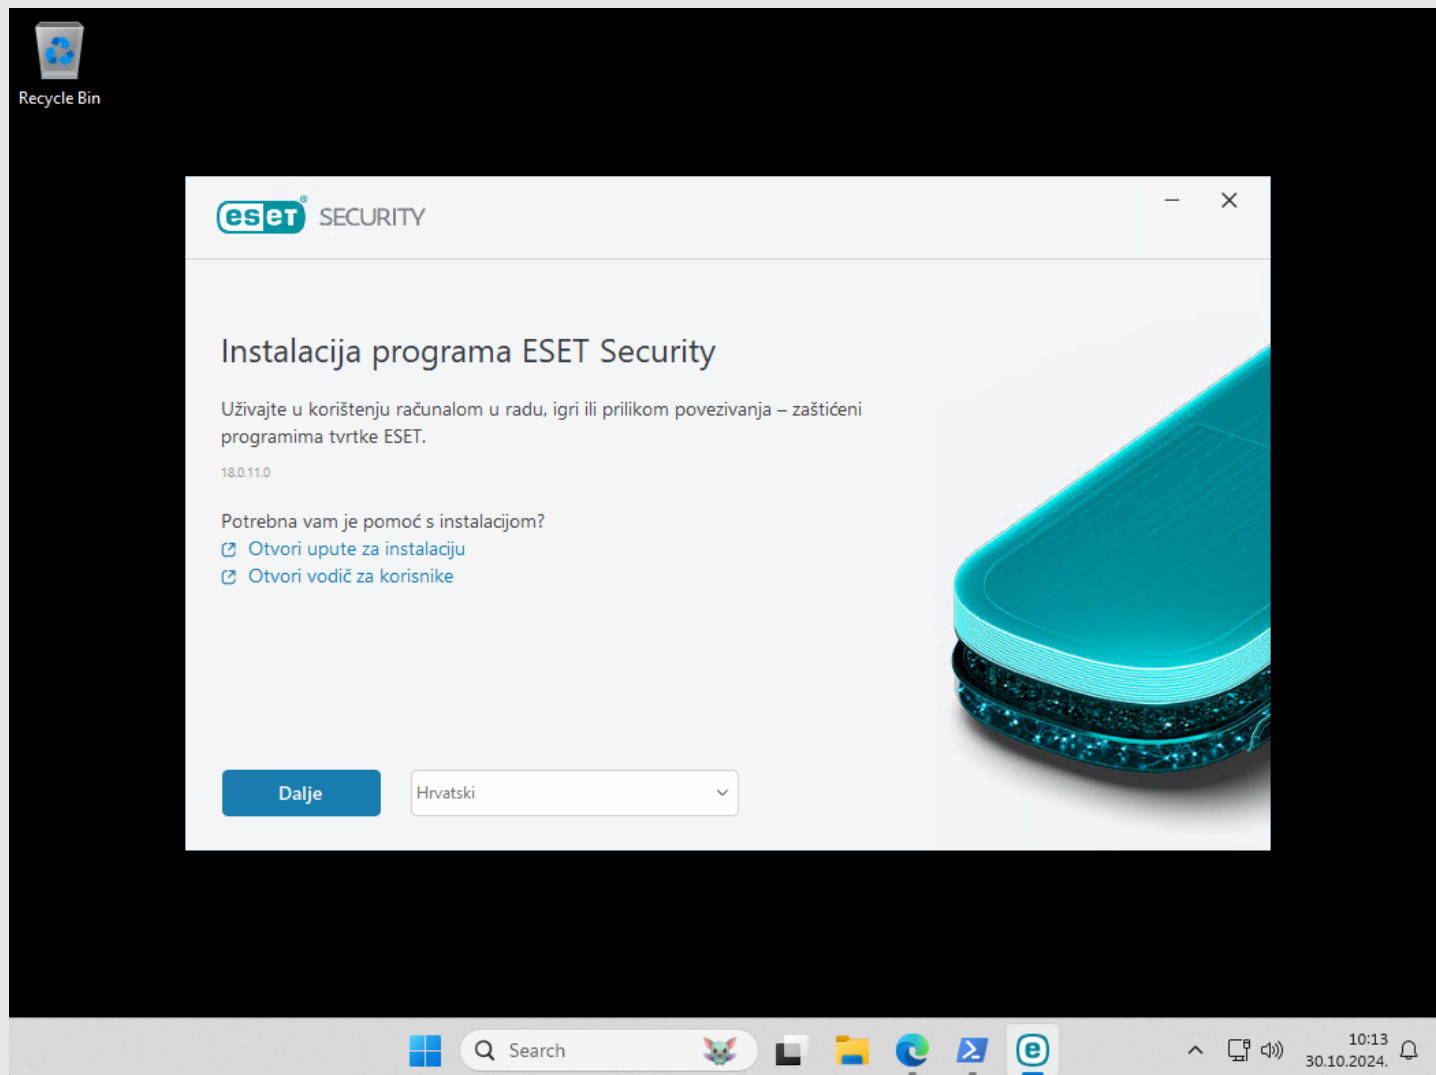 Recycle Bin
eset® SECURITY
Instalacija programa ESET Security
Uživajte u korištenju računalom u radu, igri ili prilikom povezivanja – zaštićeni
programima tvrtke ESET.
18.0.11.0
Potrebna vam je pomoć s instalacijom?
Otvori upute za instalaciju
Otvori vodič za korisnike
Dalje
Hrvatski
Search
e
10:13
30.10.2024.